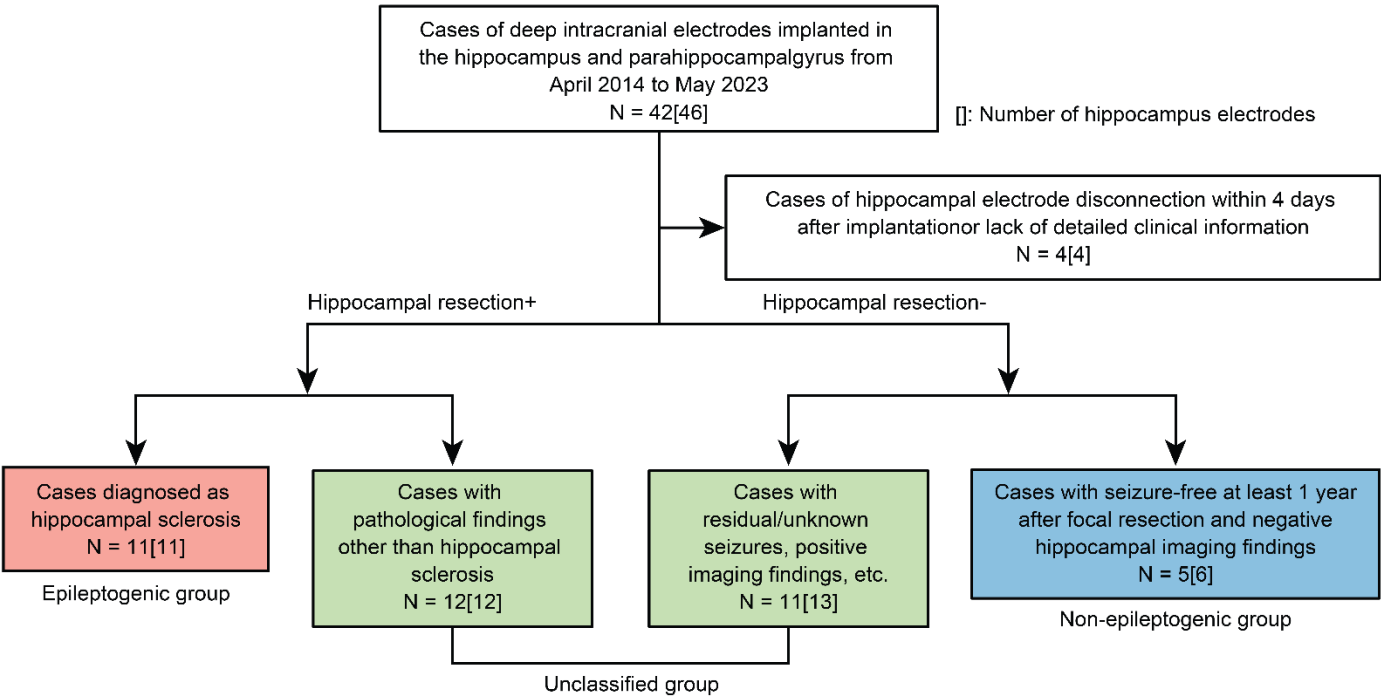 Cases of deep intracranial electrodes implanted in
the hippocampus and parahippocampalgyrus from
April 2014 to May 2023
N = 42[46]
[]: Number of hippocampus electrodes
Cases of hippocampal electrode disconnection within 4 days
after implantationor lack of detailed clinical information
N = 4[4]
Hippocampal resection+
Hippocampal resection-
Cases diagnosed as
hippocampal sclerosis
N = 11[11]
Epileptogenic group
Cases with
pathological findings
other than hippocampal
sclerosis
N = 12[12]
Cases with
residual/unknown
seizures, positive
imaging findings, etc.
N = 11[13]
Unclassified group
Cases with seizure-free at least 1 year
after focal resection and negative
hippocampal imaging findings
N = 5[6]
Non-epileptogenic group